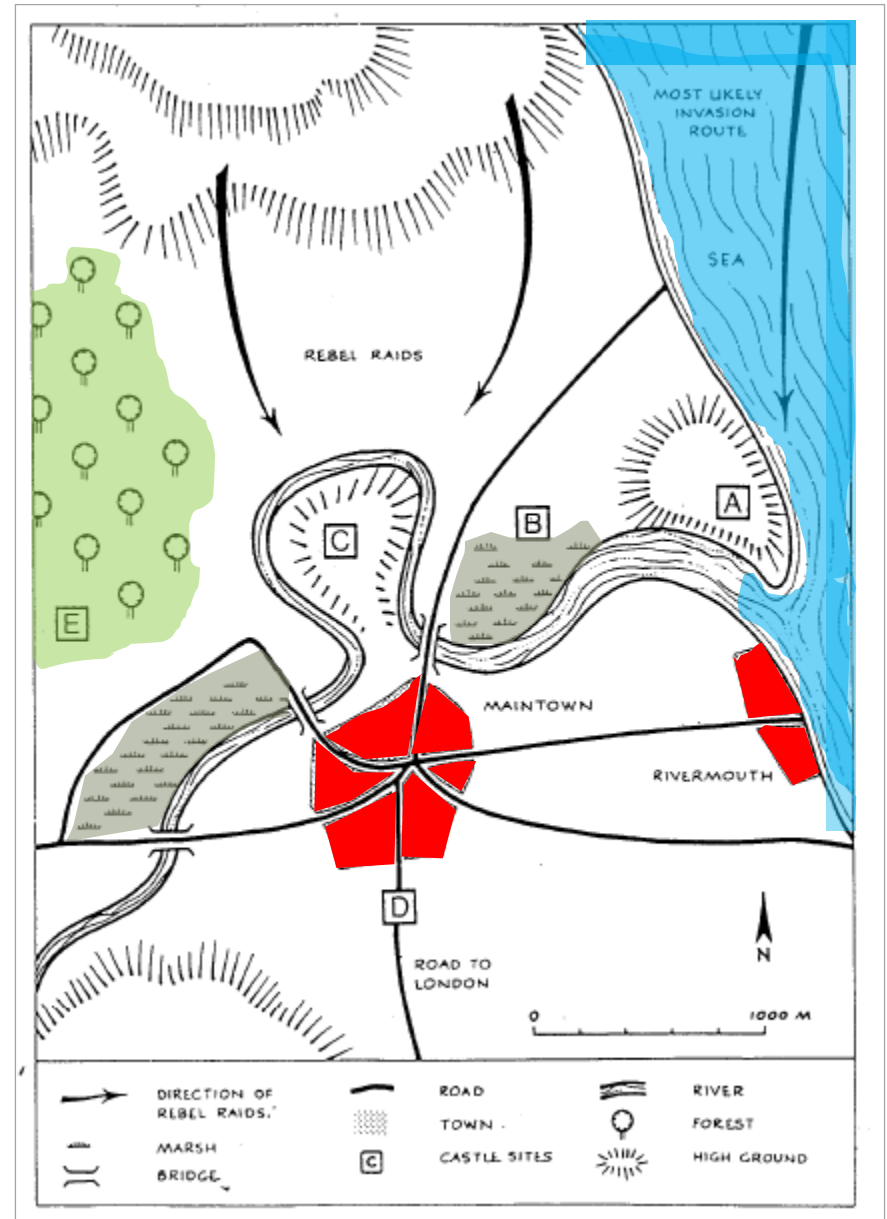 MOST LIKELY
INVASION
ROUTE
SEA
REBEL RAIDS
A
B
C
E
MAINTOWN
RIVERMOUTH
D
N
ROAD TO
LONDON
0 1000 M
DIRECTION OF
REBEL RAIDS.
ROAD
RIVER
TOWN
FOREST
MARSH
C
CASTLE SITES
HIGH GROUND
BRIDGE